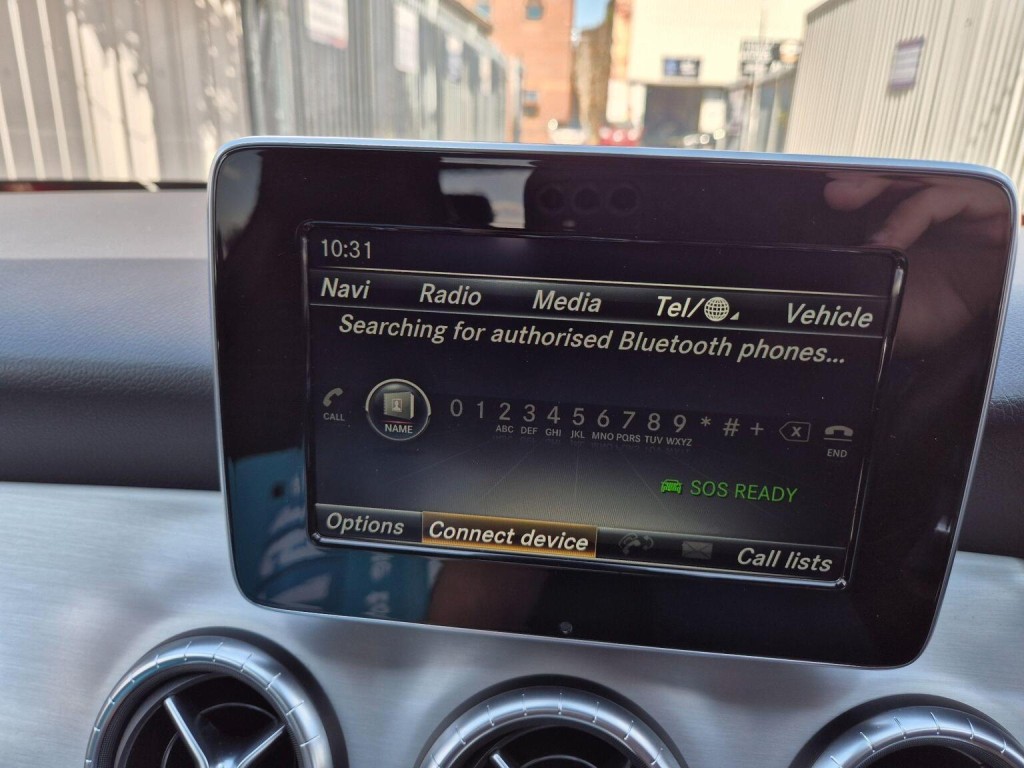 10:31
Navi Radio Media Tel/ Vehicle
Searching for authorised Bluetooth phones...
CALL NAME 0 1 2 3 4 5 6 7 8 9 * # + END
ABC DEF GHI JKL MNO PQRS TUV WXYZ
SOS READY
Options Connect device Call lists